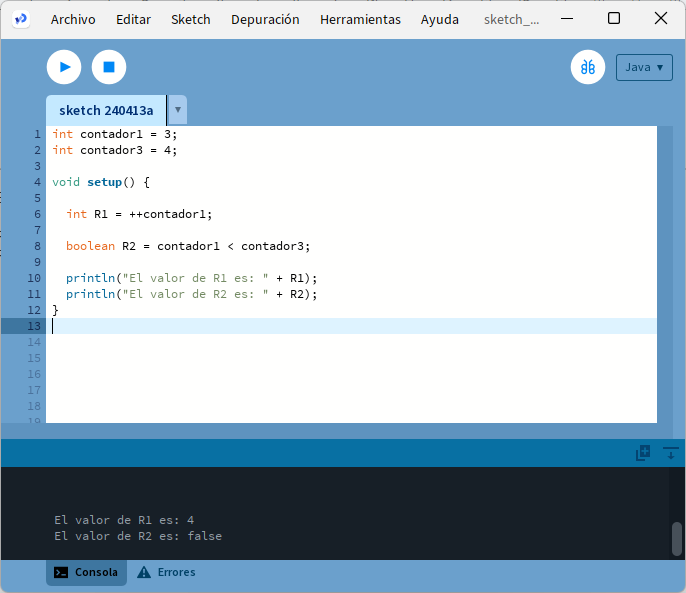 Archivo Editar Sketch Depuración Herramientas Ayuda sketch_...
Java ▾
sketch 240413a ▾
1 int contador1 = 3;
2 int contador3 = 4;
3
4 void setup() {
5
6 int R1 = ++contador1;
7
8 boolean R2 = contador1 < contador3;
9
10 println("El valor de R1 es: " + R1);
11 println("El valor de R2 es: " + R2);
12 }
13
14
15
16
17
18
19
El valor de R1 es: 4
El valor de R2 es: false
Consola Errores